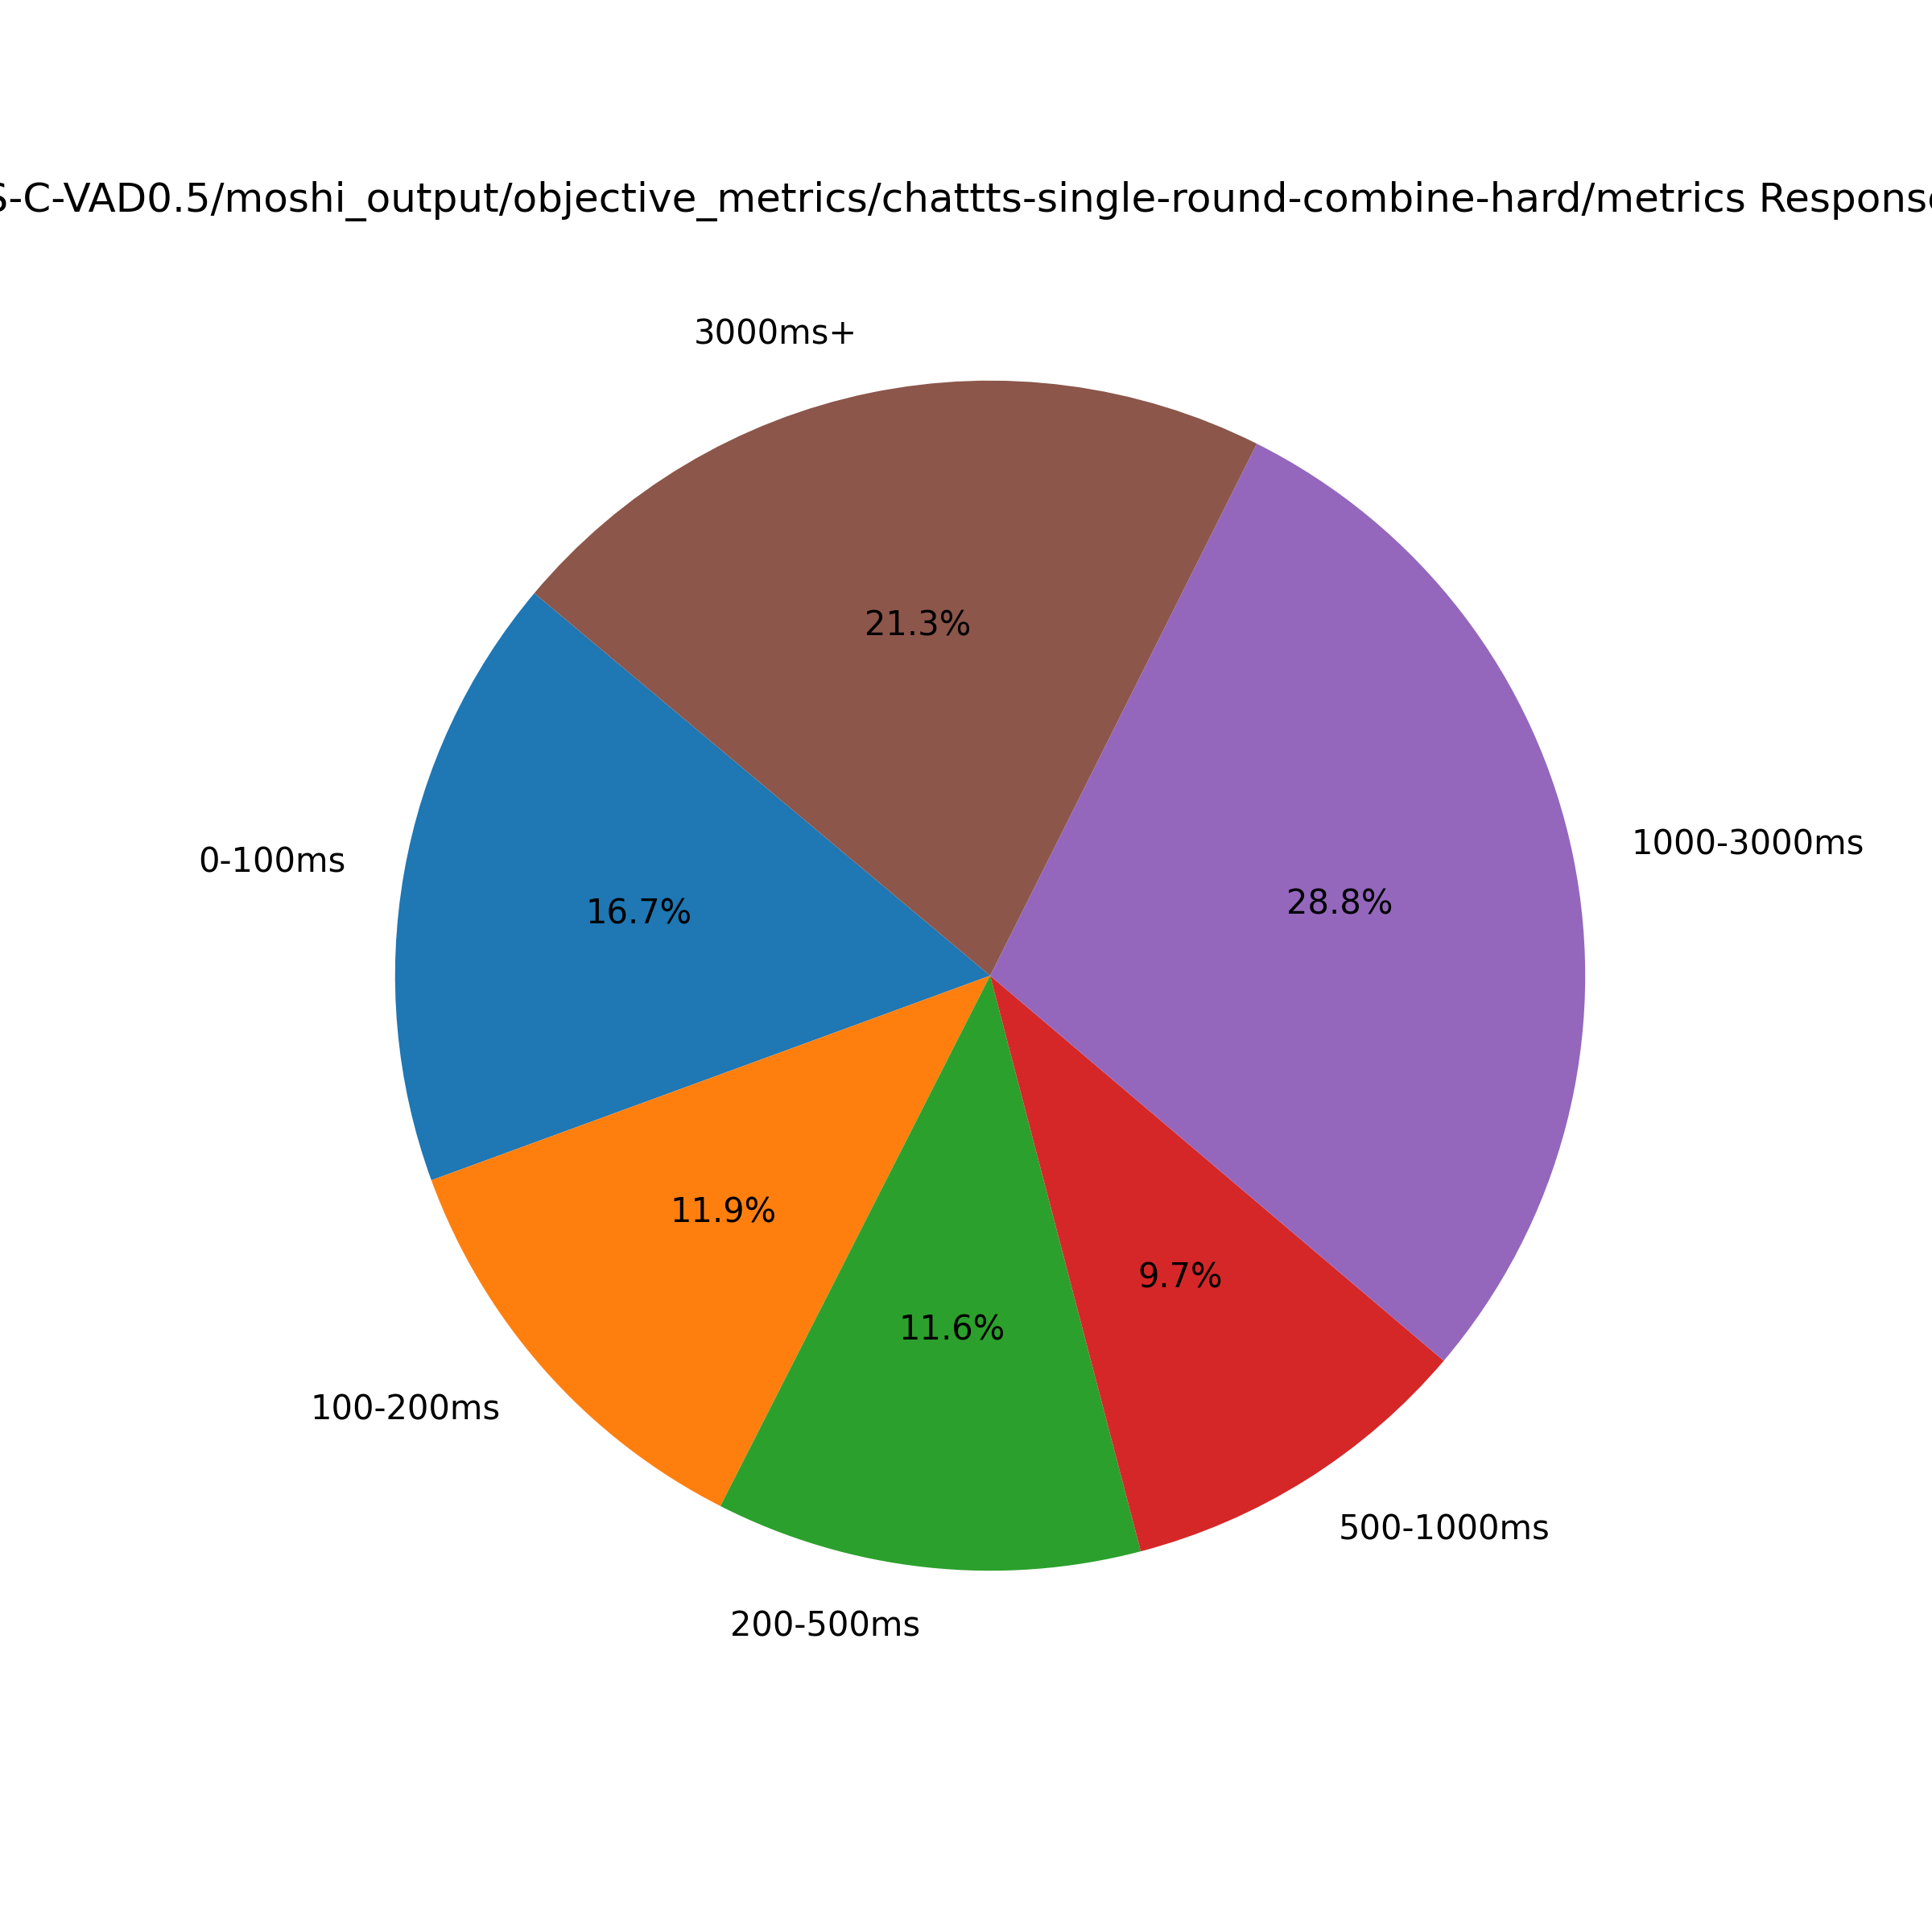 -C-VAD0.5/moshi_output/objective_metrics/chattts-single-round-combine-hard/metrics Respons
3000ms+
21.3%
1000-3000ms
28.8%
0-100ms
16.7%
11.9%
100-200ms
9.7%
500-1000ms
11.6%
200-500ms